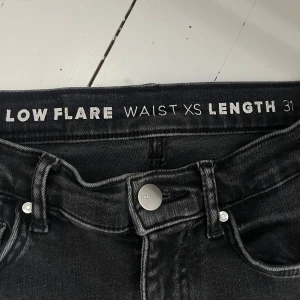 LOW FLARE WAIST XS LENGTH 31